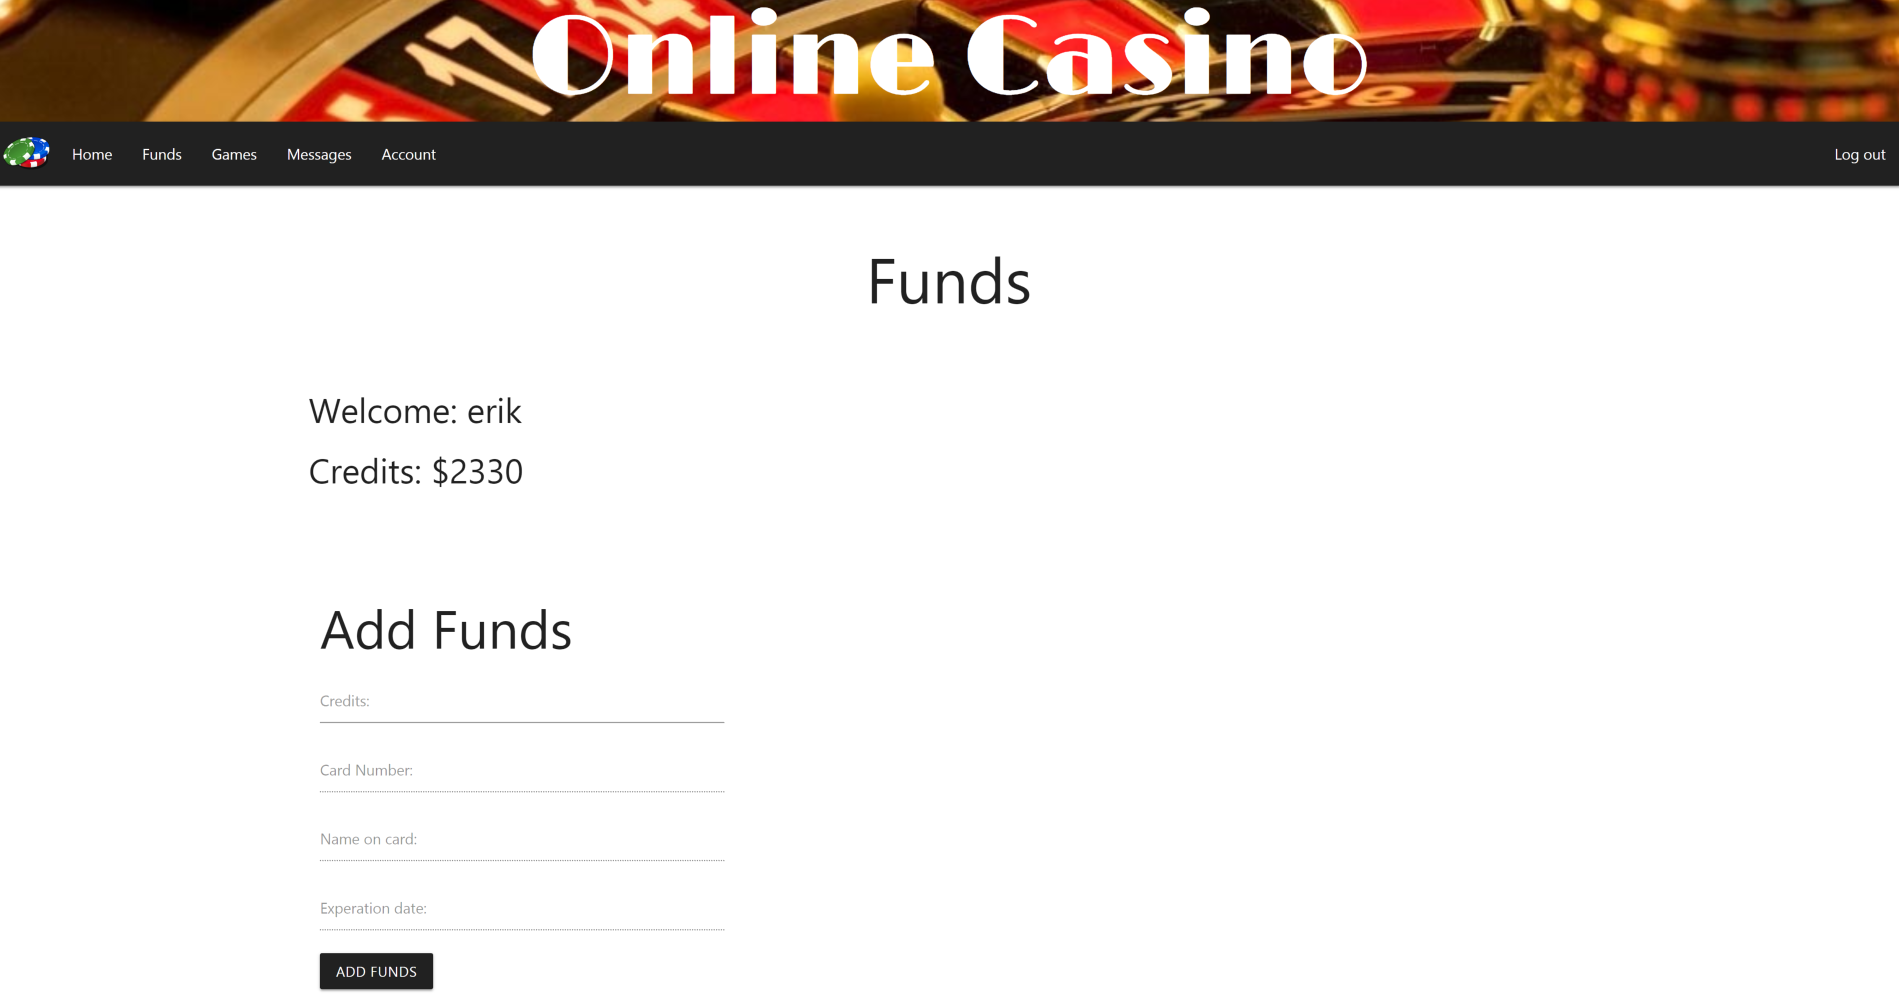 Online Casino
Home Funds Games Messages Account Log out
Funds
Welcome: erik
Credits: $2330
Add Funds
Credits:
Card Number:
Name on card:
Experation date:
ADD FUNDS